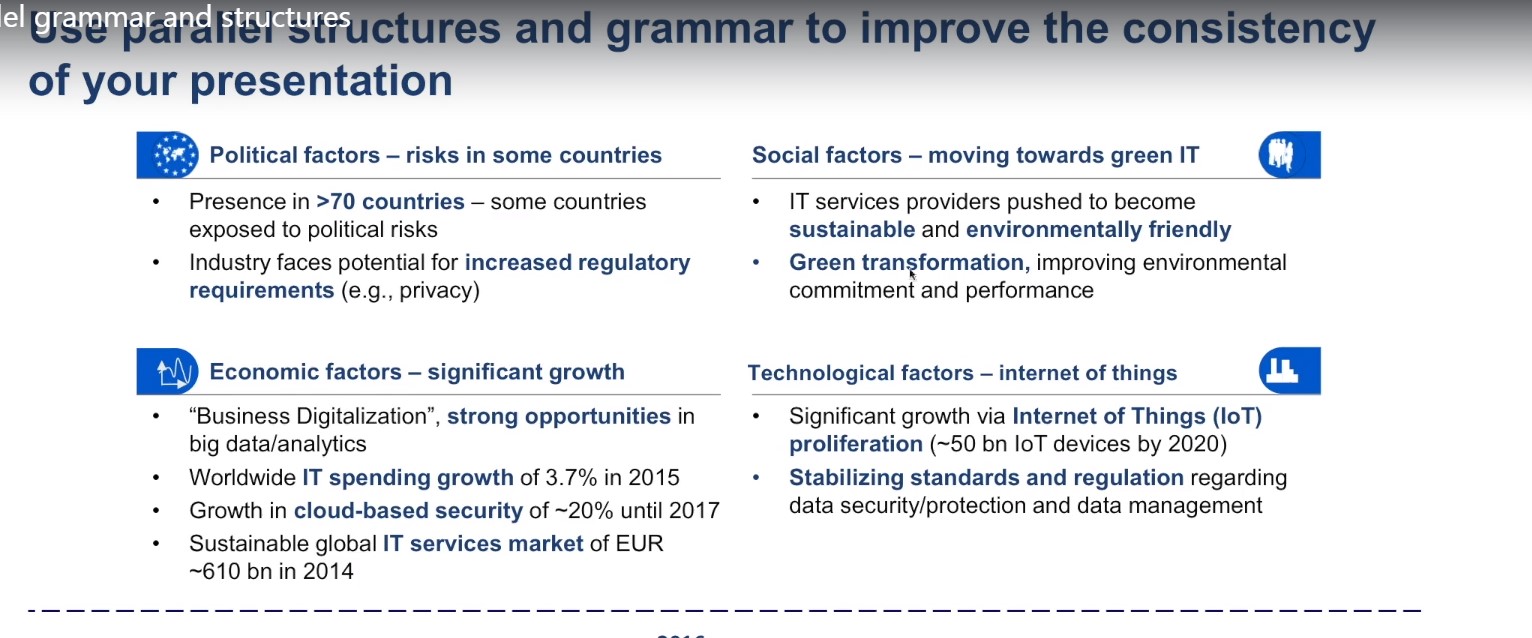 del grammar and structures
Use parallel structures and grammar to improve the consistency
of your presentation
Political factors – risks in some countries
• Presence in >70 countries – some countries
exposed to political risks
• Industry faces potential for increased regulatory
requirements (e.g., privacy)
Social factors – moving towards green IT
• IT services providers pushed to become
sustainable and environmentally friendly
• Green transformation, improving environmental
commitment and performance
Economic factors – significant growth
• “Business Digitalization”, strong opportunities in
big data/analytics
• Worldwide IT spending growth of 3.7% in 2015
• Growth in cloud-based security of ~20% until 2017
• Sustainable global IT services market of EUR
~610 bn in 2014
Technological factors – internet of things
• Significant growth via Internet of Things (IoT)
proliferation (~50 bn IoT devices by 2020)
• Stabilizing standards and regulation regarding
data security/protection and data management